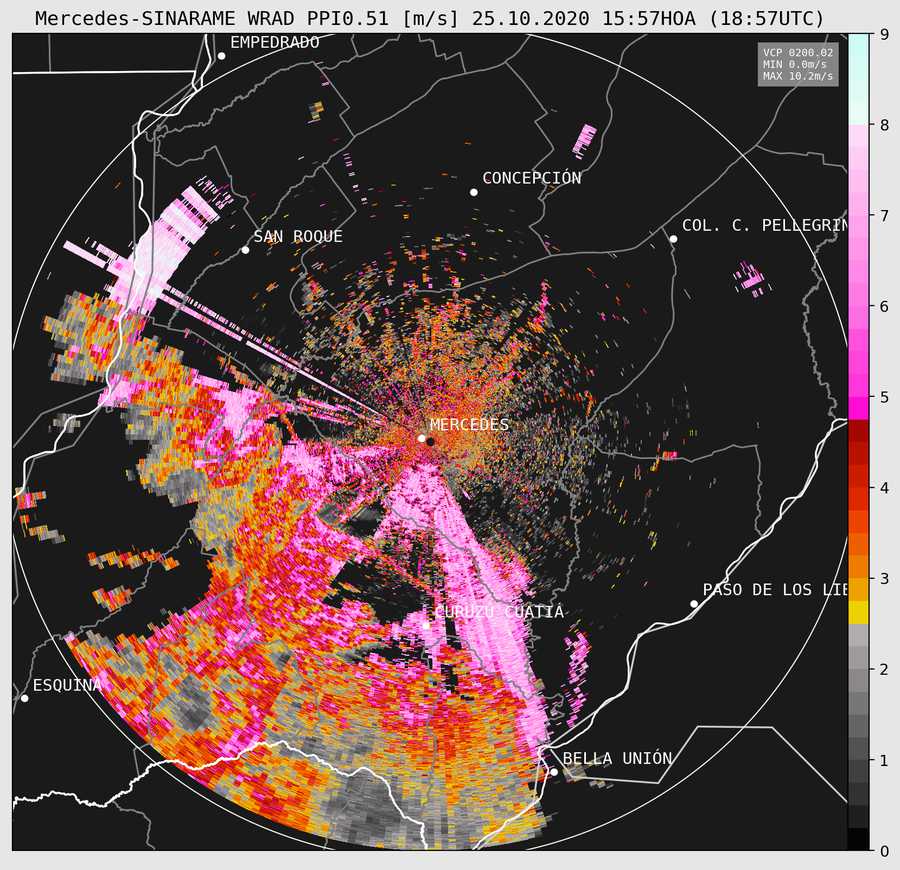 Mercedes-SINARAME WRAD PPI0.51 [m/s] 25.10.2020 15:57HOA (18:57UTC)
EMPEDRADO
VCP 0200.02
MIN 0.0m/s
MAX 10.2m/s
CONCEPCIÓN
SAN ROQUE
COL. C. PELLEGRIN
MERCEDES
PASO DE LOS LIB
CURUZÚ CUATIÁ
ESQUINA
BELLA UNIÓN
9
8
7
6
5
4
3
2
1
0